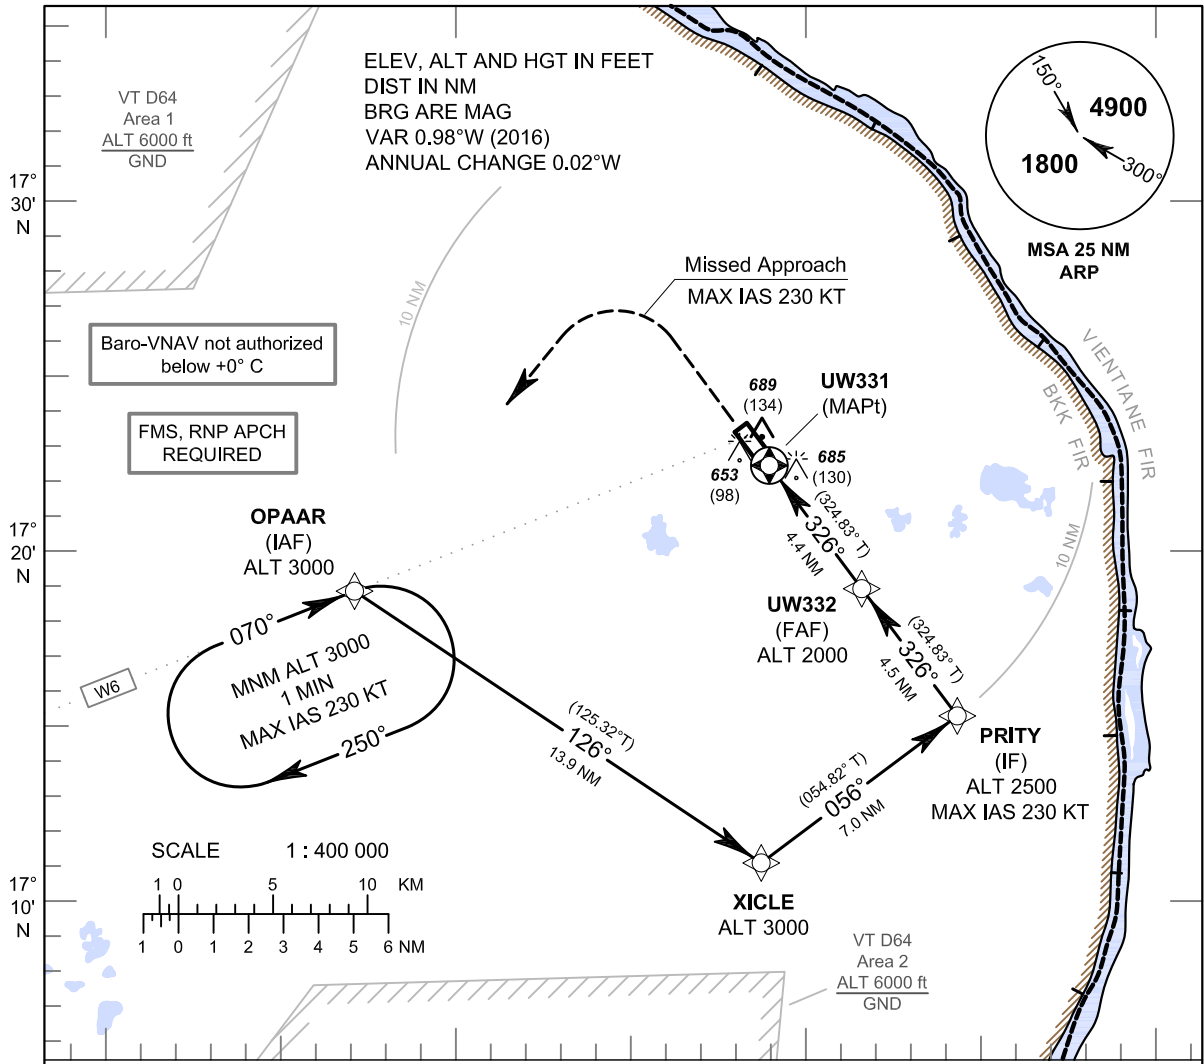 ELEV, ALT AND HGT IN FEET
DIST IN NM
BRG ARE MAG
VAR 0.98°W (2016)
ANNUAL CHANGE 0.02°W
VT D64
Area 1
ALT 6000 ft
GND
150°
4900
1800
300°
MSA 25 NM
ARP
17°
30'
N
Missed Approach
MAX IAS 230 KT
10 NM
Baro-VNAV not authorized
below +0° C
FMS, RNP APCH
REQUIRED
VIENTIANE FIR
BKK FIR
689
(134)
UW331
(MAPt)
653
(98)
685
(130)
OPAAR
(IAF)
ALT 3000
17°
20'
N
(324.83° T)
326°
4.4 NM
10 NM
UW332
(FAF)
ALT 2000
(324.83° T)
326°
4.5 NM
070°
MNM ALT 3000
1 MIN
MAX IAS 230 KT
250°
W6
(125.32°T)
126°
13.9 NM
(054.82° T)
056°
7.0 NM
PRITY
(IF)
ALT 2500
MAX IAS 230 KT
SCALE 1 : 400 000
1 0 5 10 KM
1 0 1 2 3 4 5 6 NM
17°
10'
N
XICLE
ALT 3000
VT D64
Area 2
ALT 6000 ft
GND